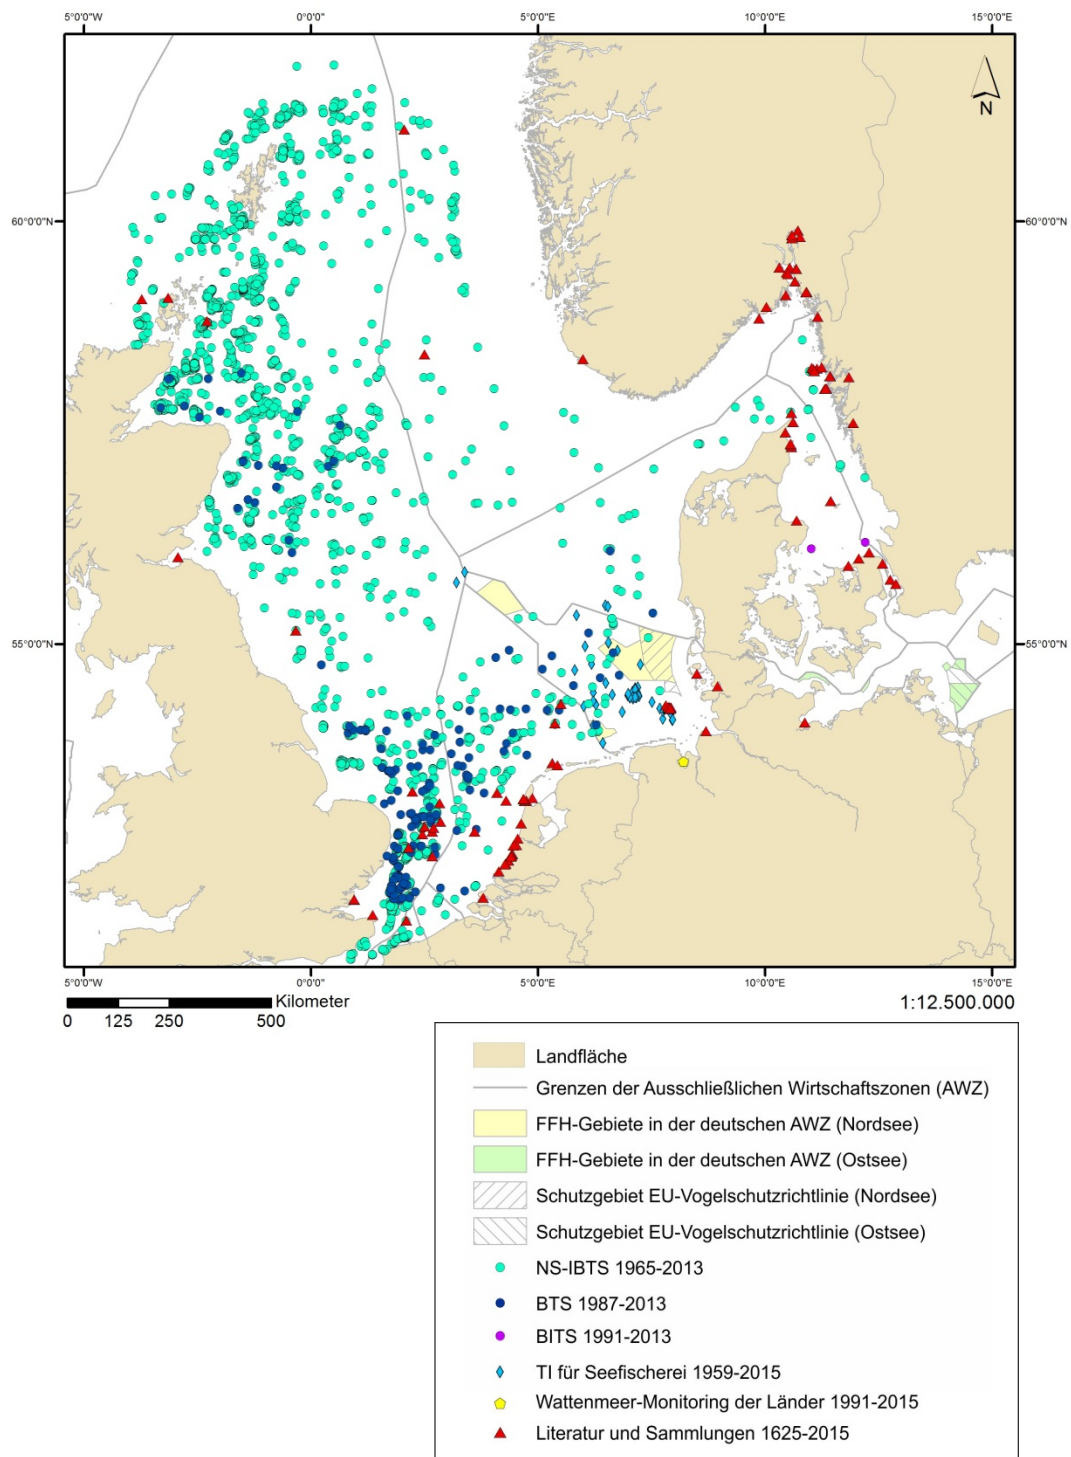 5°0'0"W 0°0'0" 5°0'0"E 10°0'0"E 15°0'0"E
N
60°0'0"N 60°0'0"N
55°0'0"N 55°0'0"N
5°0'0"W 0°0'0" 5°0'0"E 10°0'0"E 15°0'0"E
Kilometer 1:12.500.000
0 125 250 500
Landfläche
Grenzen der Ausschließlichen Wirtschaftszonen (AWZ)
FFH-Gebiete in der deutschen AWZ (Nordsee)
FFH-Gebiete in der deutschen AWZ (Ostsee)
Schutzgebiet EU-Vogelschutzrichtlinie (Nordsee)
Schutzgebiet EU-Vogelschutzrichtlinie (Ostsee)
NS-IBTS 1965-2013
BTS 1987-2013
BITS 1991-2013
TI für Seefischerei 1959-2015
Wattenmeer-Monitoring der Länder 1991-2015
Literatur und Sammlungen 1625-2015